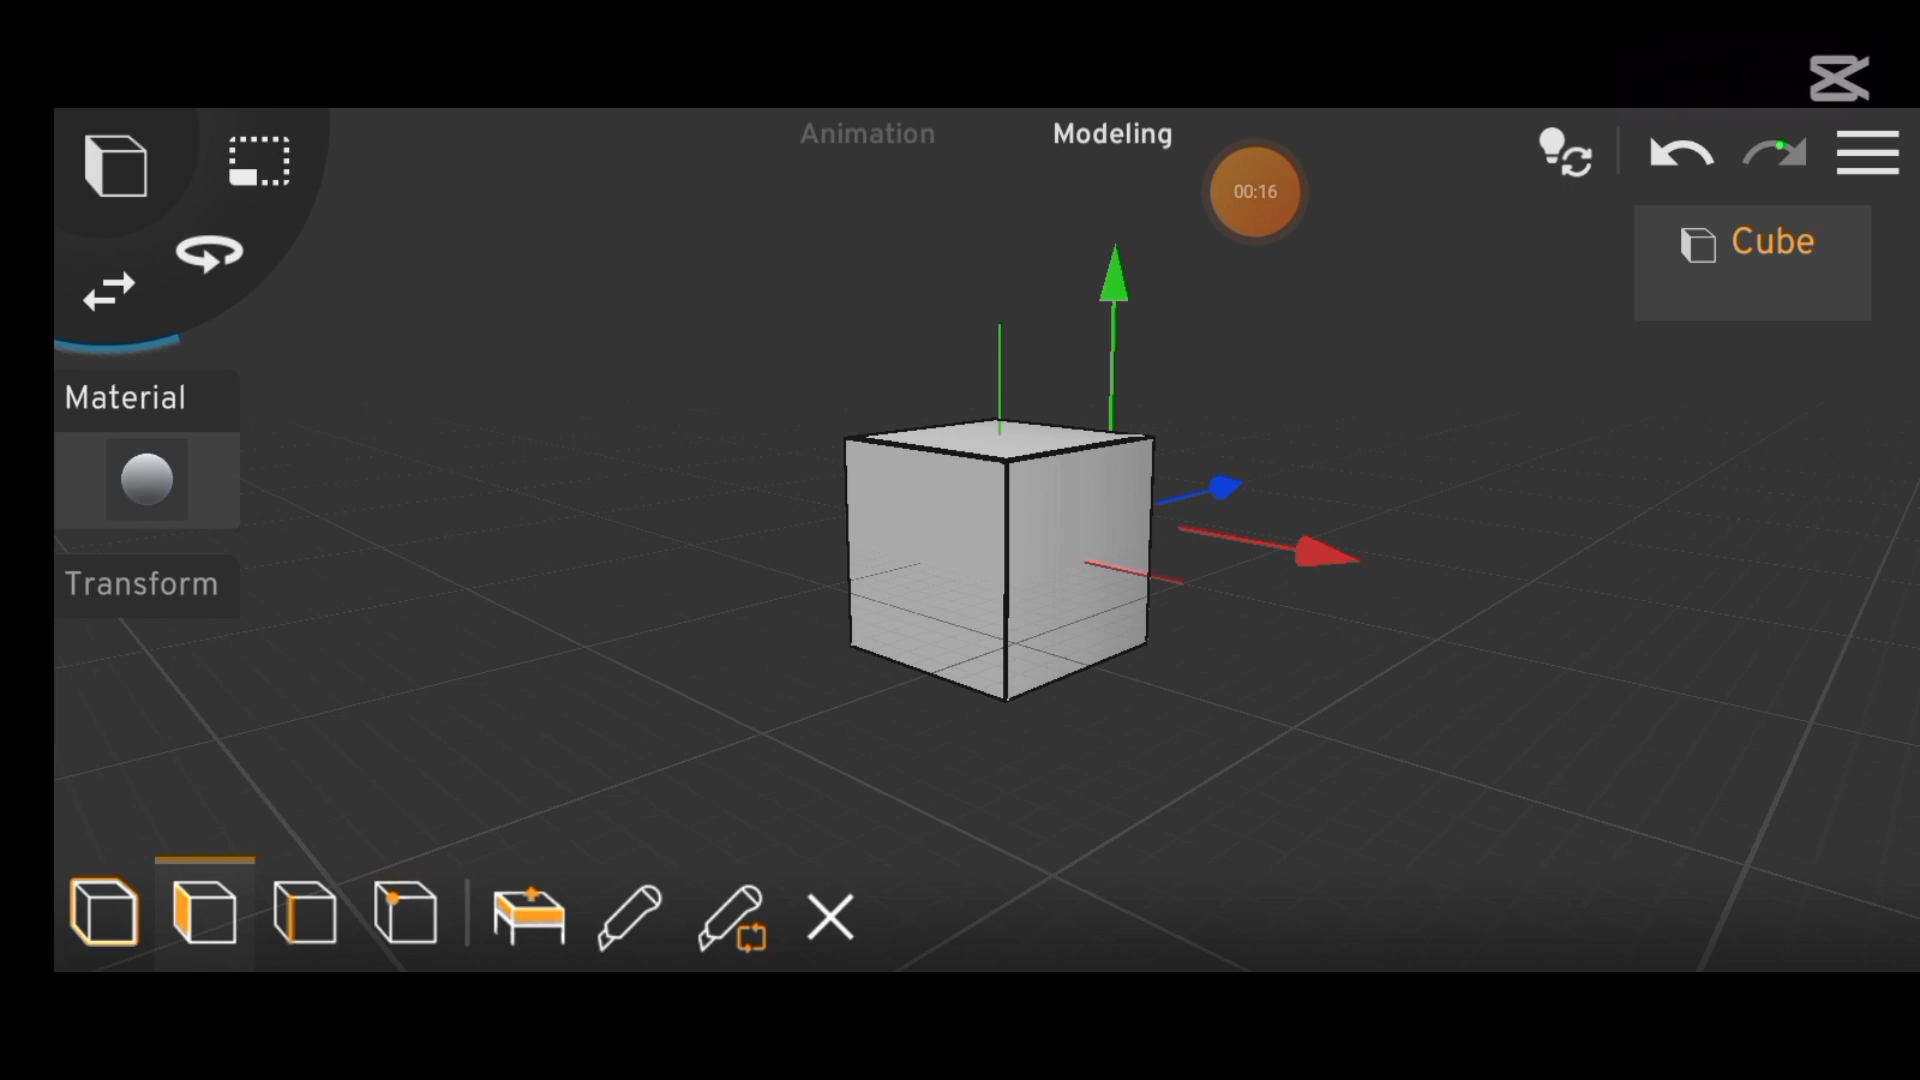 Animation
Modeling
00:16
Cube
Material
Transform